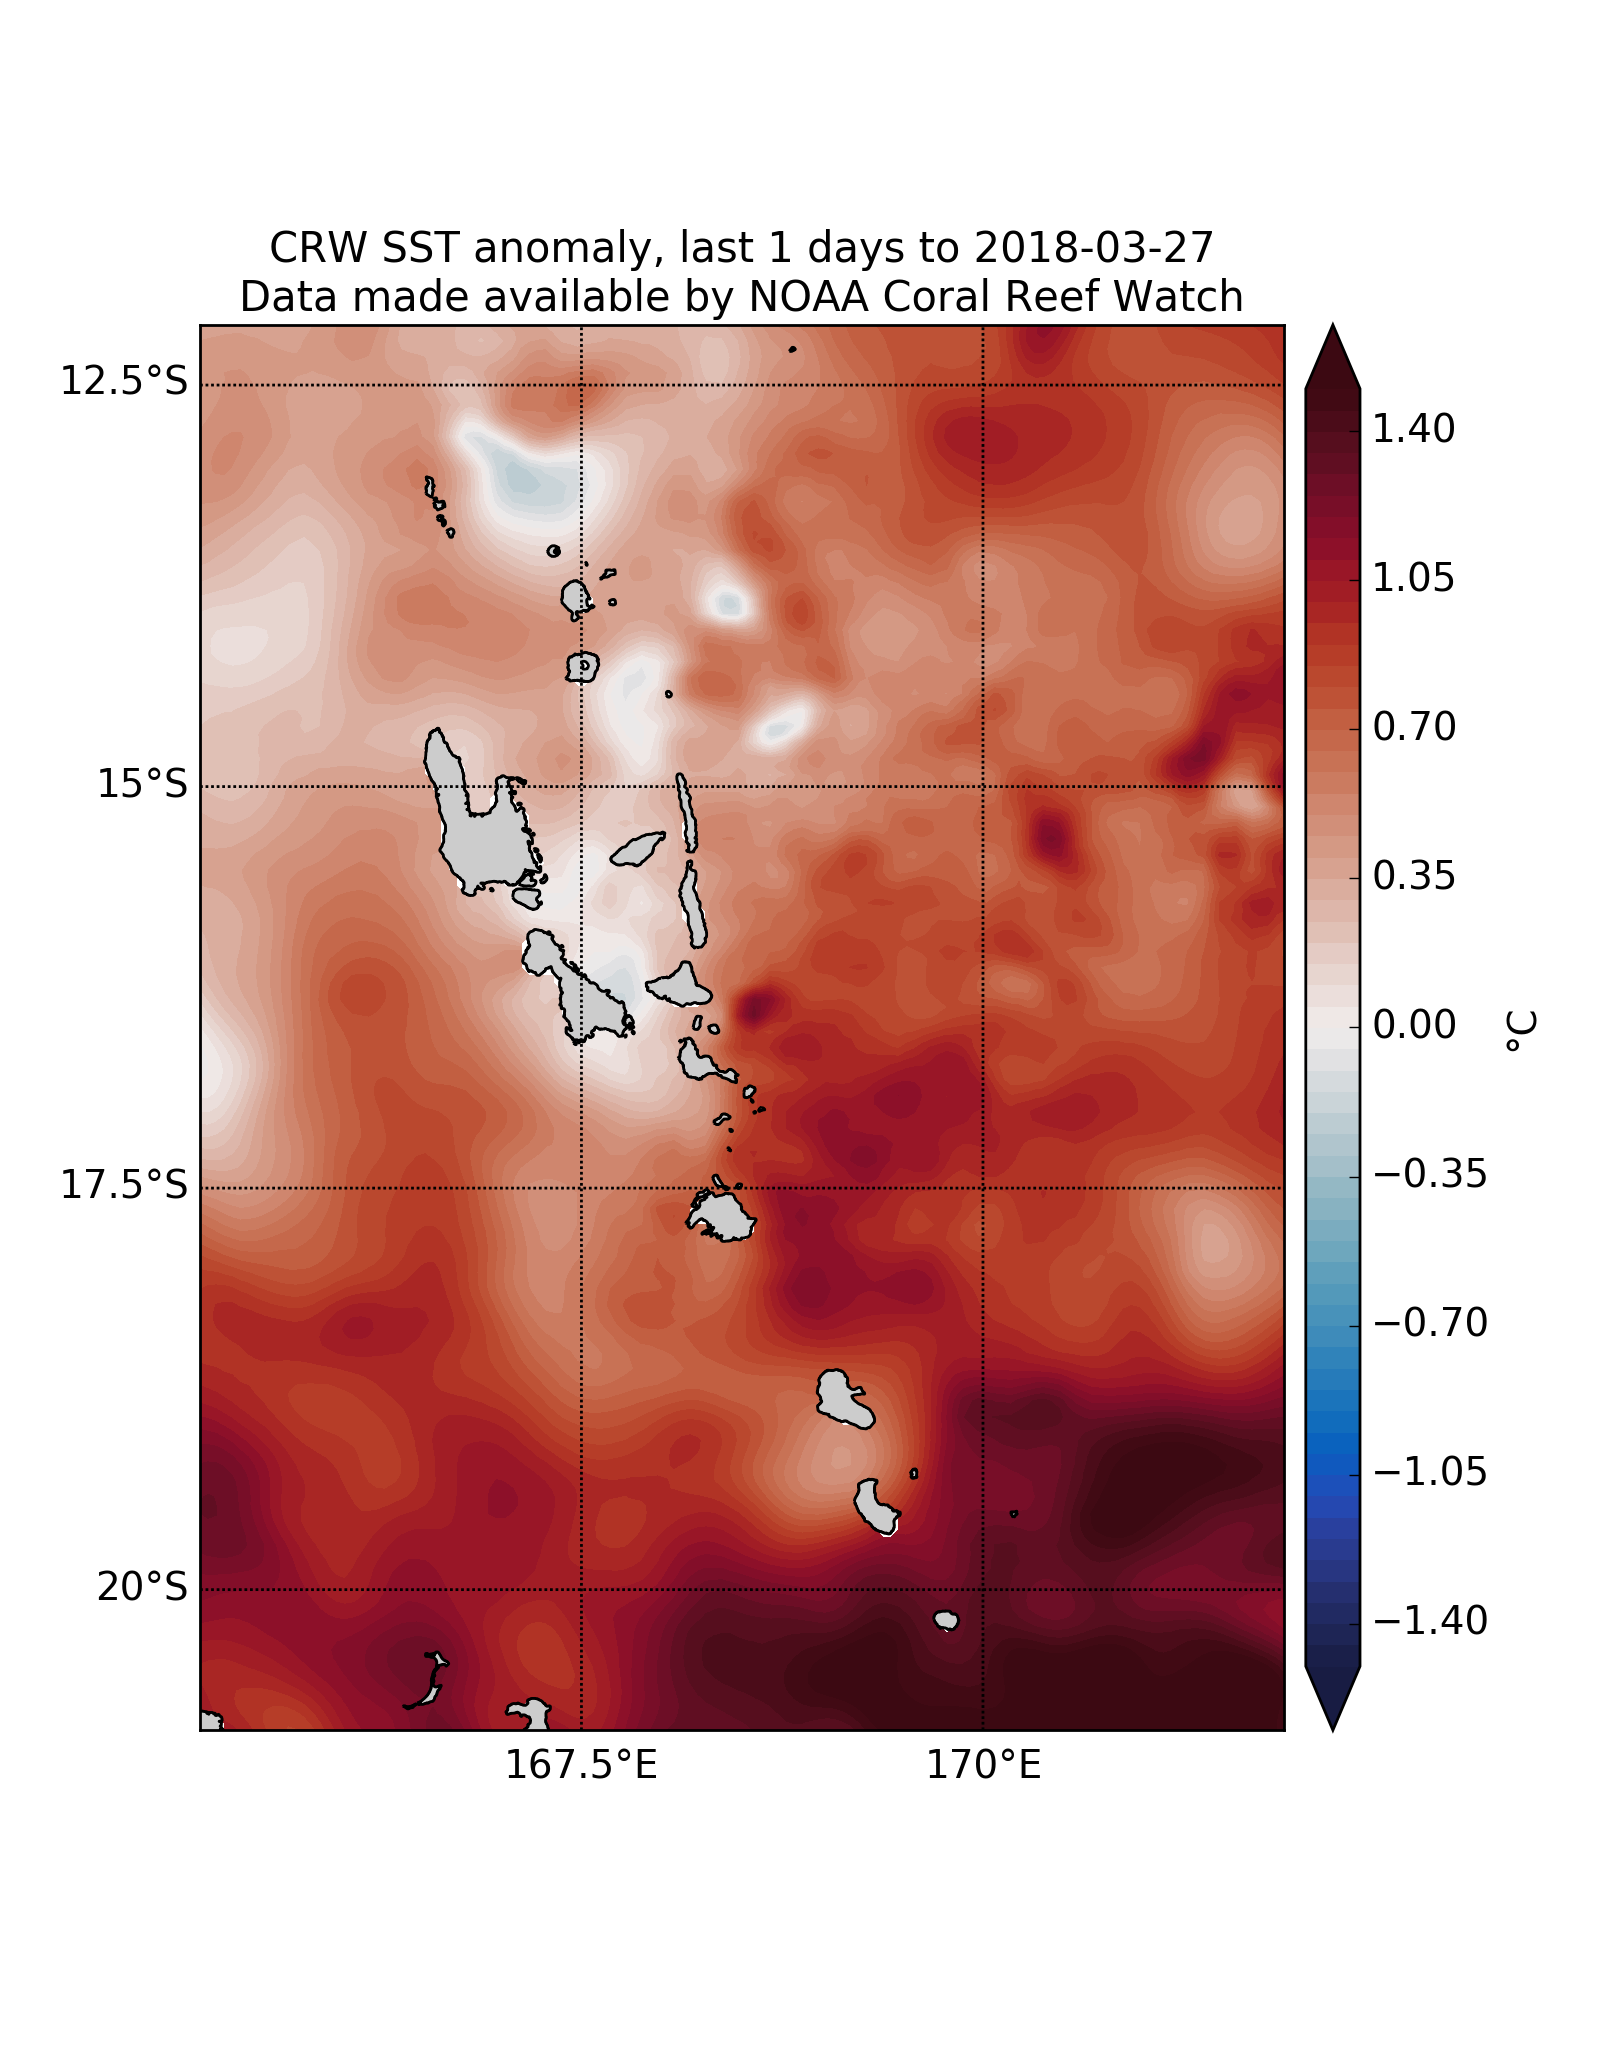 CRW SST anomaly, last 1 days to 2018-03-27
Data made available by NOAA Coral Reef Watch
12.5°S
15°S
17.5°S
20°S
167.5°E
170°E
1.40
1.05
0.70
0.35
0.00
−0.35
−0.70
−1.05
−1.40
°C